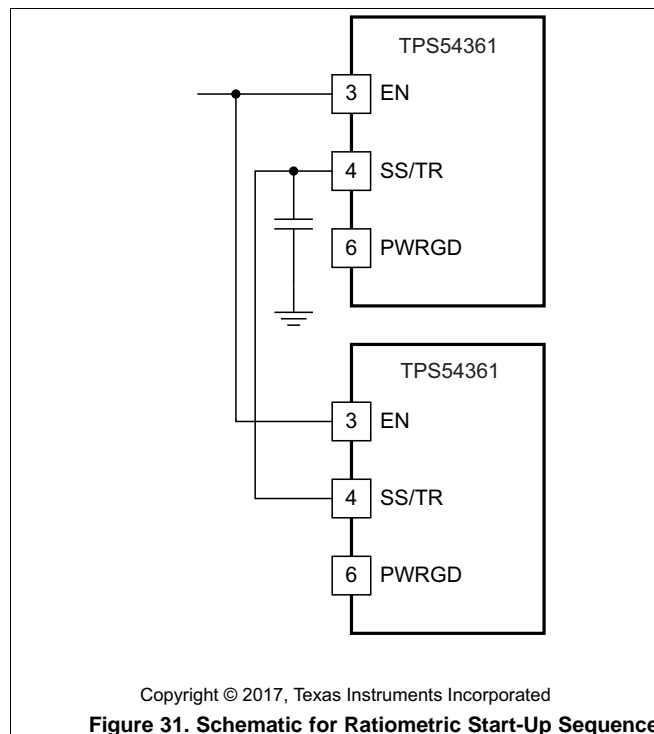 TPS54361
3 EN
4 SS/TR
6 PWRGD
TPS54361
3 EN
4 SS/TR
6 PWRGD
Copyright © 2017, Texas Instruments Incorporated
Figure 31. Schematic for Ratiometric Start-Up Sequence